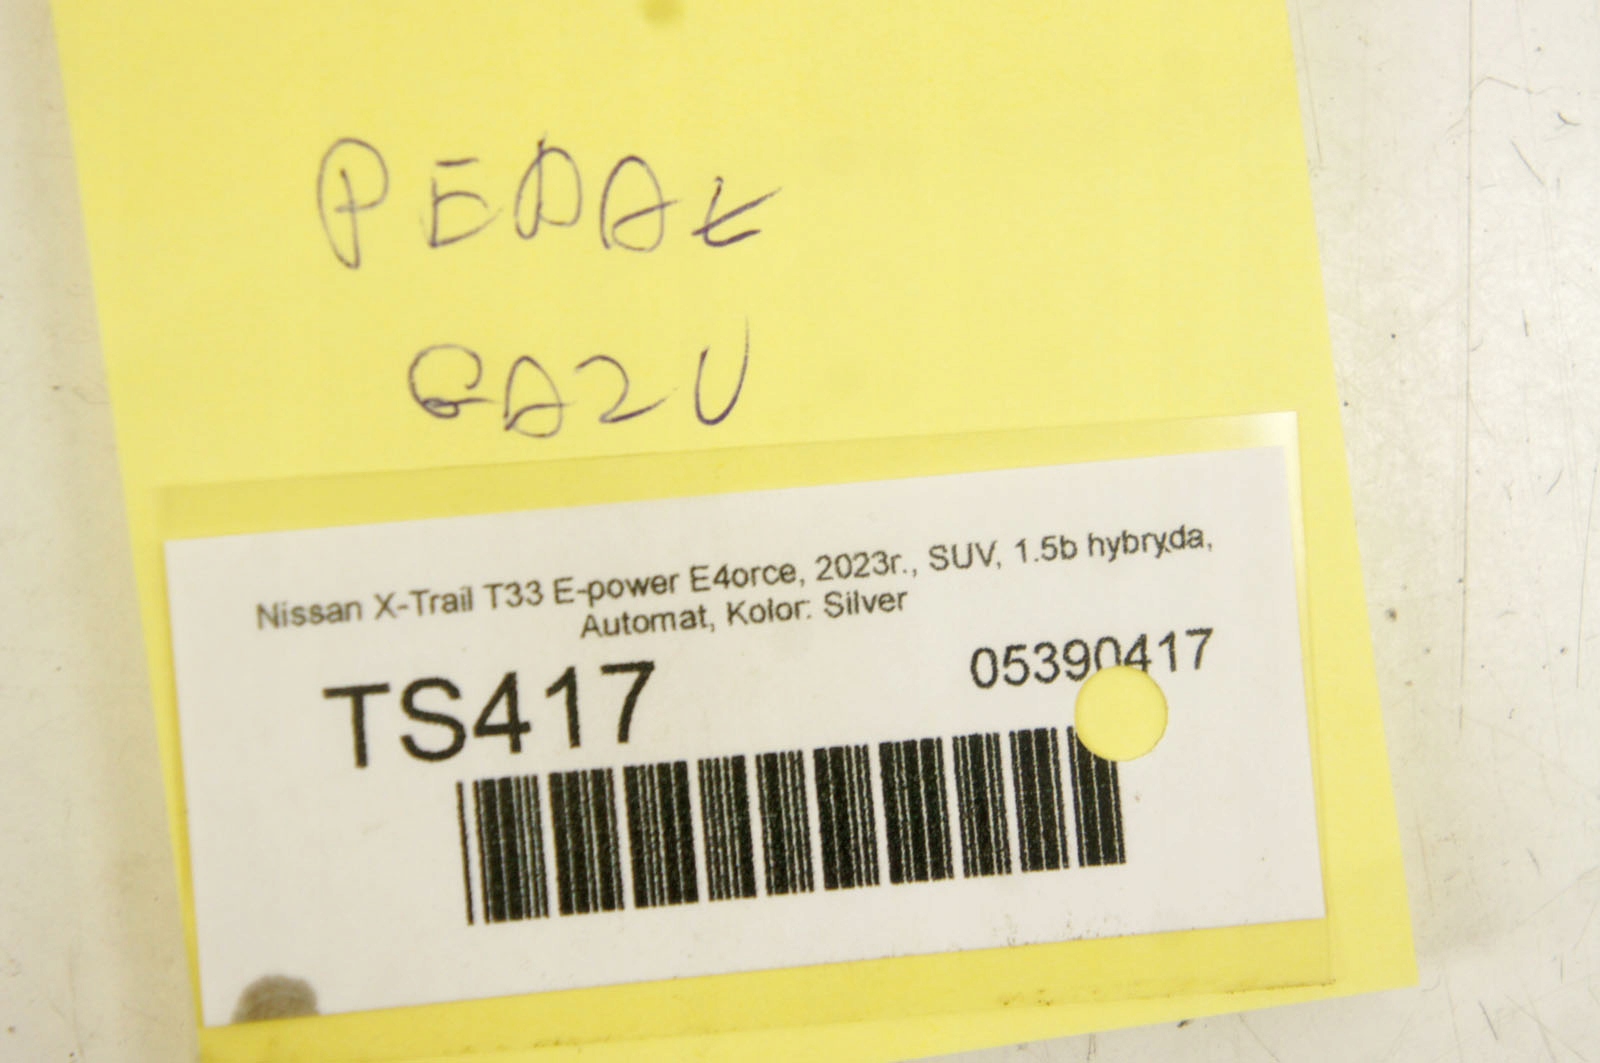 PEDAŁ
GAZU
Nissan X-Trail T33 E-power E4orce, 2023r., SUV, 1.5b hybryda,
Automat, Kolor: Silver
TS417
05390417